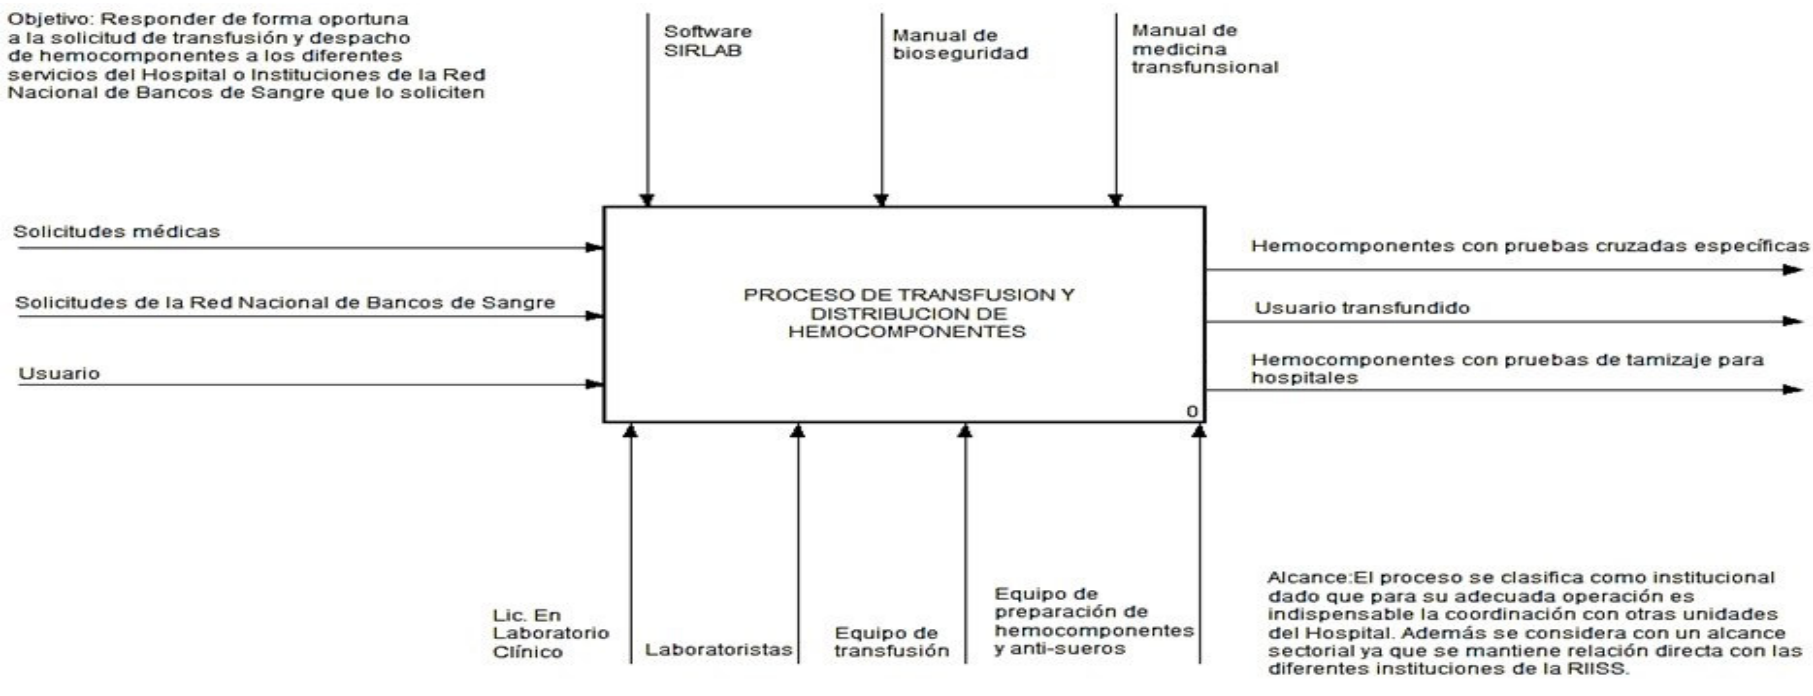 Objetivo: Responder de forma oportuna
a la solicitud de transfusión y despacho
de hemocomponentes a los diferentes
servicios del Hospital o Instituciones de la Red
Nacional de Bancos de Sangre que lo soliciten
Software
SIRLAB
Manual de
bioseguridad
Manual de
medicina
transfunsional
Solicitudes médicas
Solicitudes de la Red Nacional de Bancos de Sangre
Usuario
PROCESO DE TRANSFUSION Y
DISTRIBUCION DE
HEMOCOMPONENTES
0
Hemocomponentes con pruebas cruzadas específicas
Usuario transfundido
Hemocomponentes con pruebas de tamizaje para
hospitales
Lic. En
Laboratorio
Clínico
Laboratoristas
Equipo de
transfusión
Equipo de
preparación de
hemocomponentes
y anti-sueros
Alcance:El proceso se clasifica como institucional
dado que para su adecuada operación es
indispensable la coordinación con otras unidades
del Hospital. Además se considera con un alcance
sectorial ya que se mantiene relación directa con las
diferentes instituciones de la RIISS.